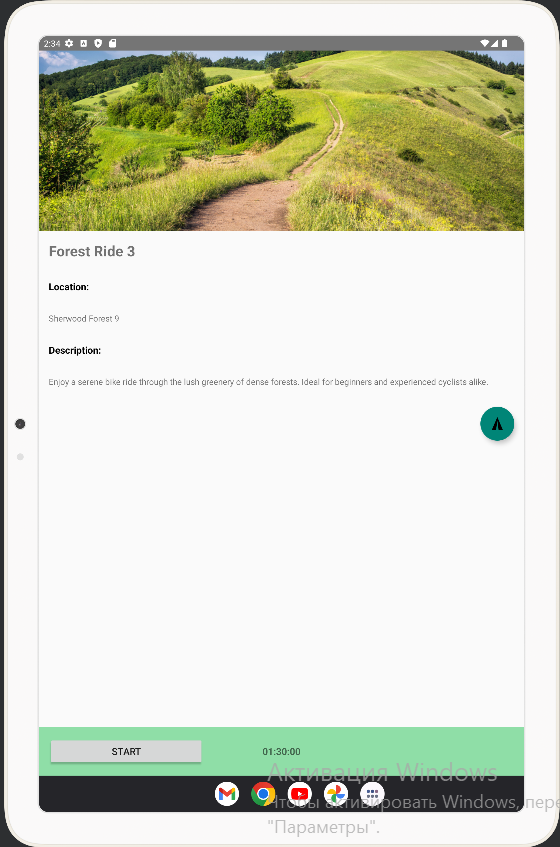 2:34
Forest Ride 3
Location:
Sherwood Forest 9
Description:
Enjoy a serene bike ride through the lush greenery of dense forests. Ideal for beginners and experienced cyclists alike.
START
01:30:00
Активация Windows
Чтобы активировать Windows, пере
"Параметры".